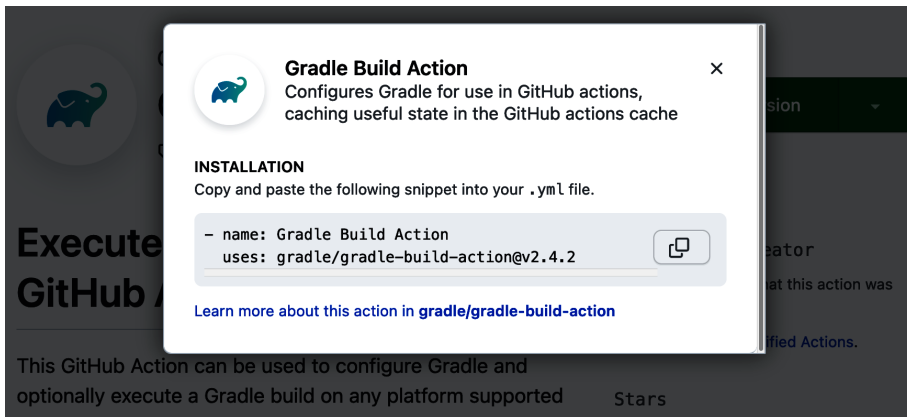 Gradle Build Action
Configures Gradle for use in GitHub actions,
caching useful state in the GitHub actions cache
INSTALLATION
Copy and paste the following snippet into your .yml file.
- name: Gradle Build Action
uses: gradle/gradle-build-action@v2.4.2
Learn more about this action in gradle/gradle-build-action
Execute
GitHub
This GitHub Action can be used to configure Gradle and
optionally execute a Gradle build on any platform supported
sion
eator
hat this action was
ified Actions.
Stars